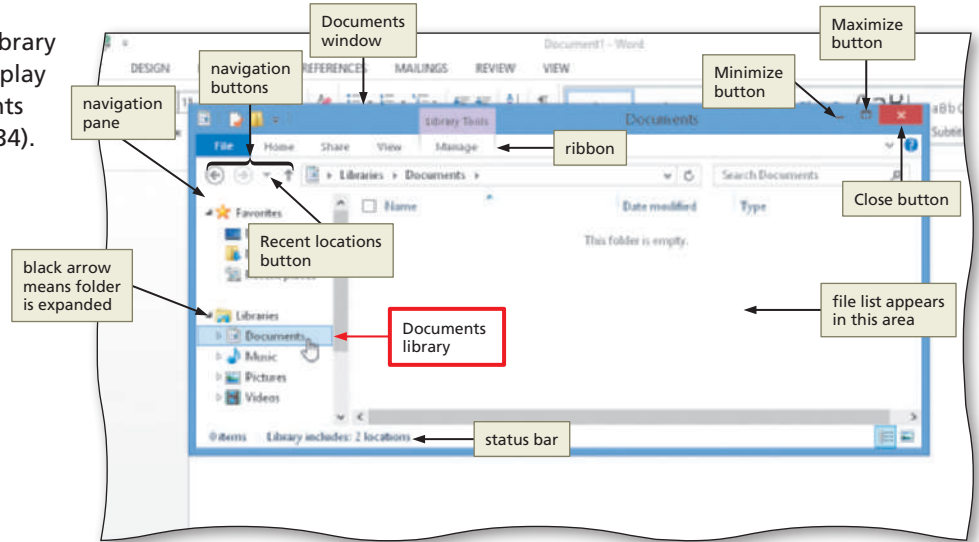 ibrary
play
nts
34).
Documents
window
Maximize
button
navigation
buttons
Minimize
button
navigation
pane
Document1 - Word
DESIGN
REFERENCES
MAILINGS
REVIEW
VIEW
Library Tools
Documents
File
Home
Share
View
Manage
ribbon
Libraries
Documents
Search Documents
Close button
Favorites
Name
Date modified
Type
Recent locations
button
This folder is empty.
black arrow
means folder
is expanded
file list appears
in this area
Libraries
Documents
Music
Pictures
Videos
Documents
library
0 items
Library includes: 2 locations
status bar